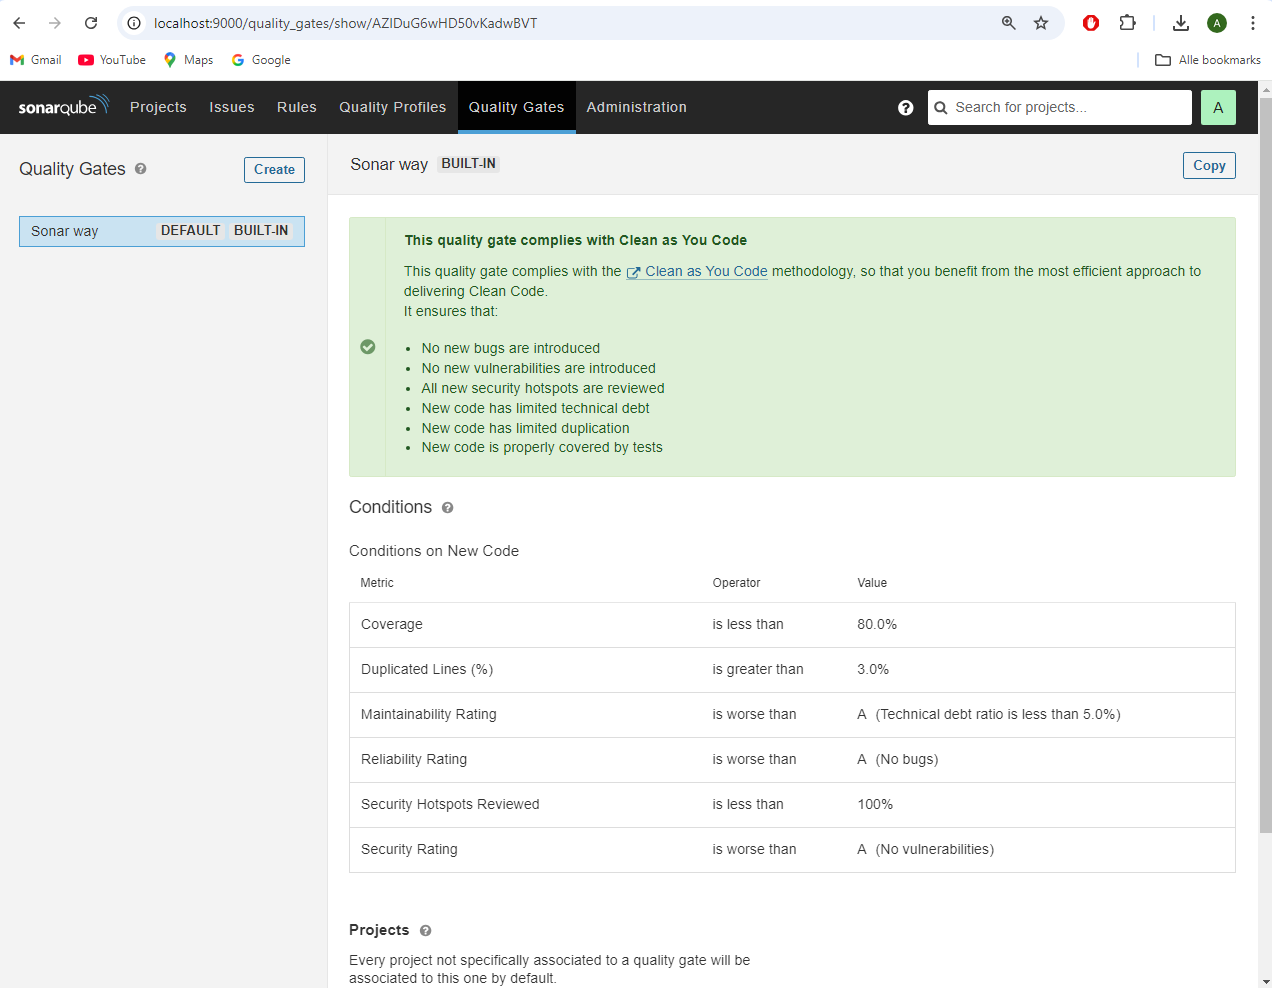 localhost:9000/quality_gates/show/AZIDuG6wHD50vKadwBVT
A
Gmail
YouTube
Maps
Google
Alle bookmarks
sonarqube
Projects
Issues
Rules
Quality Profiles
Quality Gates
Administration
?
Search for projects...
A
Quality Gates ?
Create
Sonar way DEFAULT BUILT-IN
Sonar way BUILT-IN
Copy
This quality gate complies with Clean as You Code
This quality gate complies with the Clean as You Code methodology, so that you benefit from the most efficient approach to
delivering Clean Code.
It ensures that:
• No new bugs are introduced
• No new vulnerabilities are introduced
• All new security hotspots are reviewed
• New code has limited technical debt
• New code has limited duplication
• New code is properly covered by tests
Conditions ?
Conditions on New Code
Metric Operator Value
Coverage is less than 80.0%
Duplicated Lines (%) is greater than 3.0%
Maintainability Rating is worse than A (Technical debt ratio is less than 5.0%)
Reliability Rating is worse than A (No bugs)
Security Hotspots Reviewed is less than 100%
Security Rating is worse than A (No vulnerabilities)
Projects ?
Every project not specifically associated to a quality gate will be
associated to this one by default.